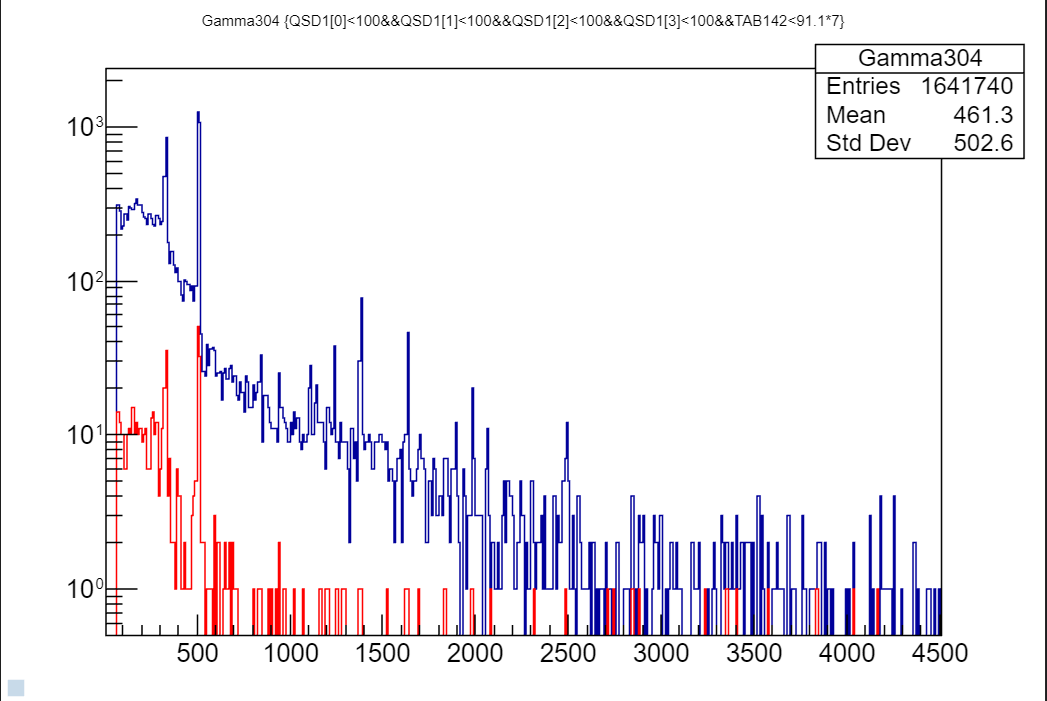 Gamma304 {QSD1[0]<100&&QSD1[1]<100&&QSD1[2]<100&&QSD1[3]<100&&TAB142<91.1*7}
Gamma304
Entries 1641740
Mean 461.3
Std Dev 502.6
10³
10²
10¹
10⁰
500 1000 1500 2000 2500 3000 3500 4000 4500